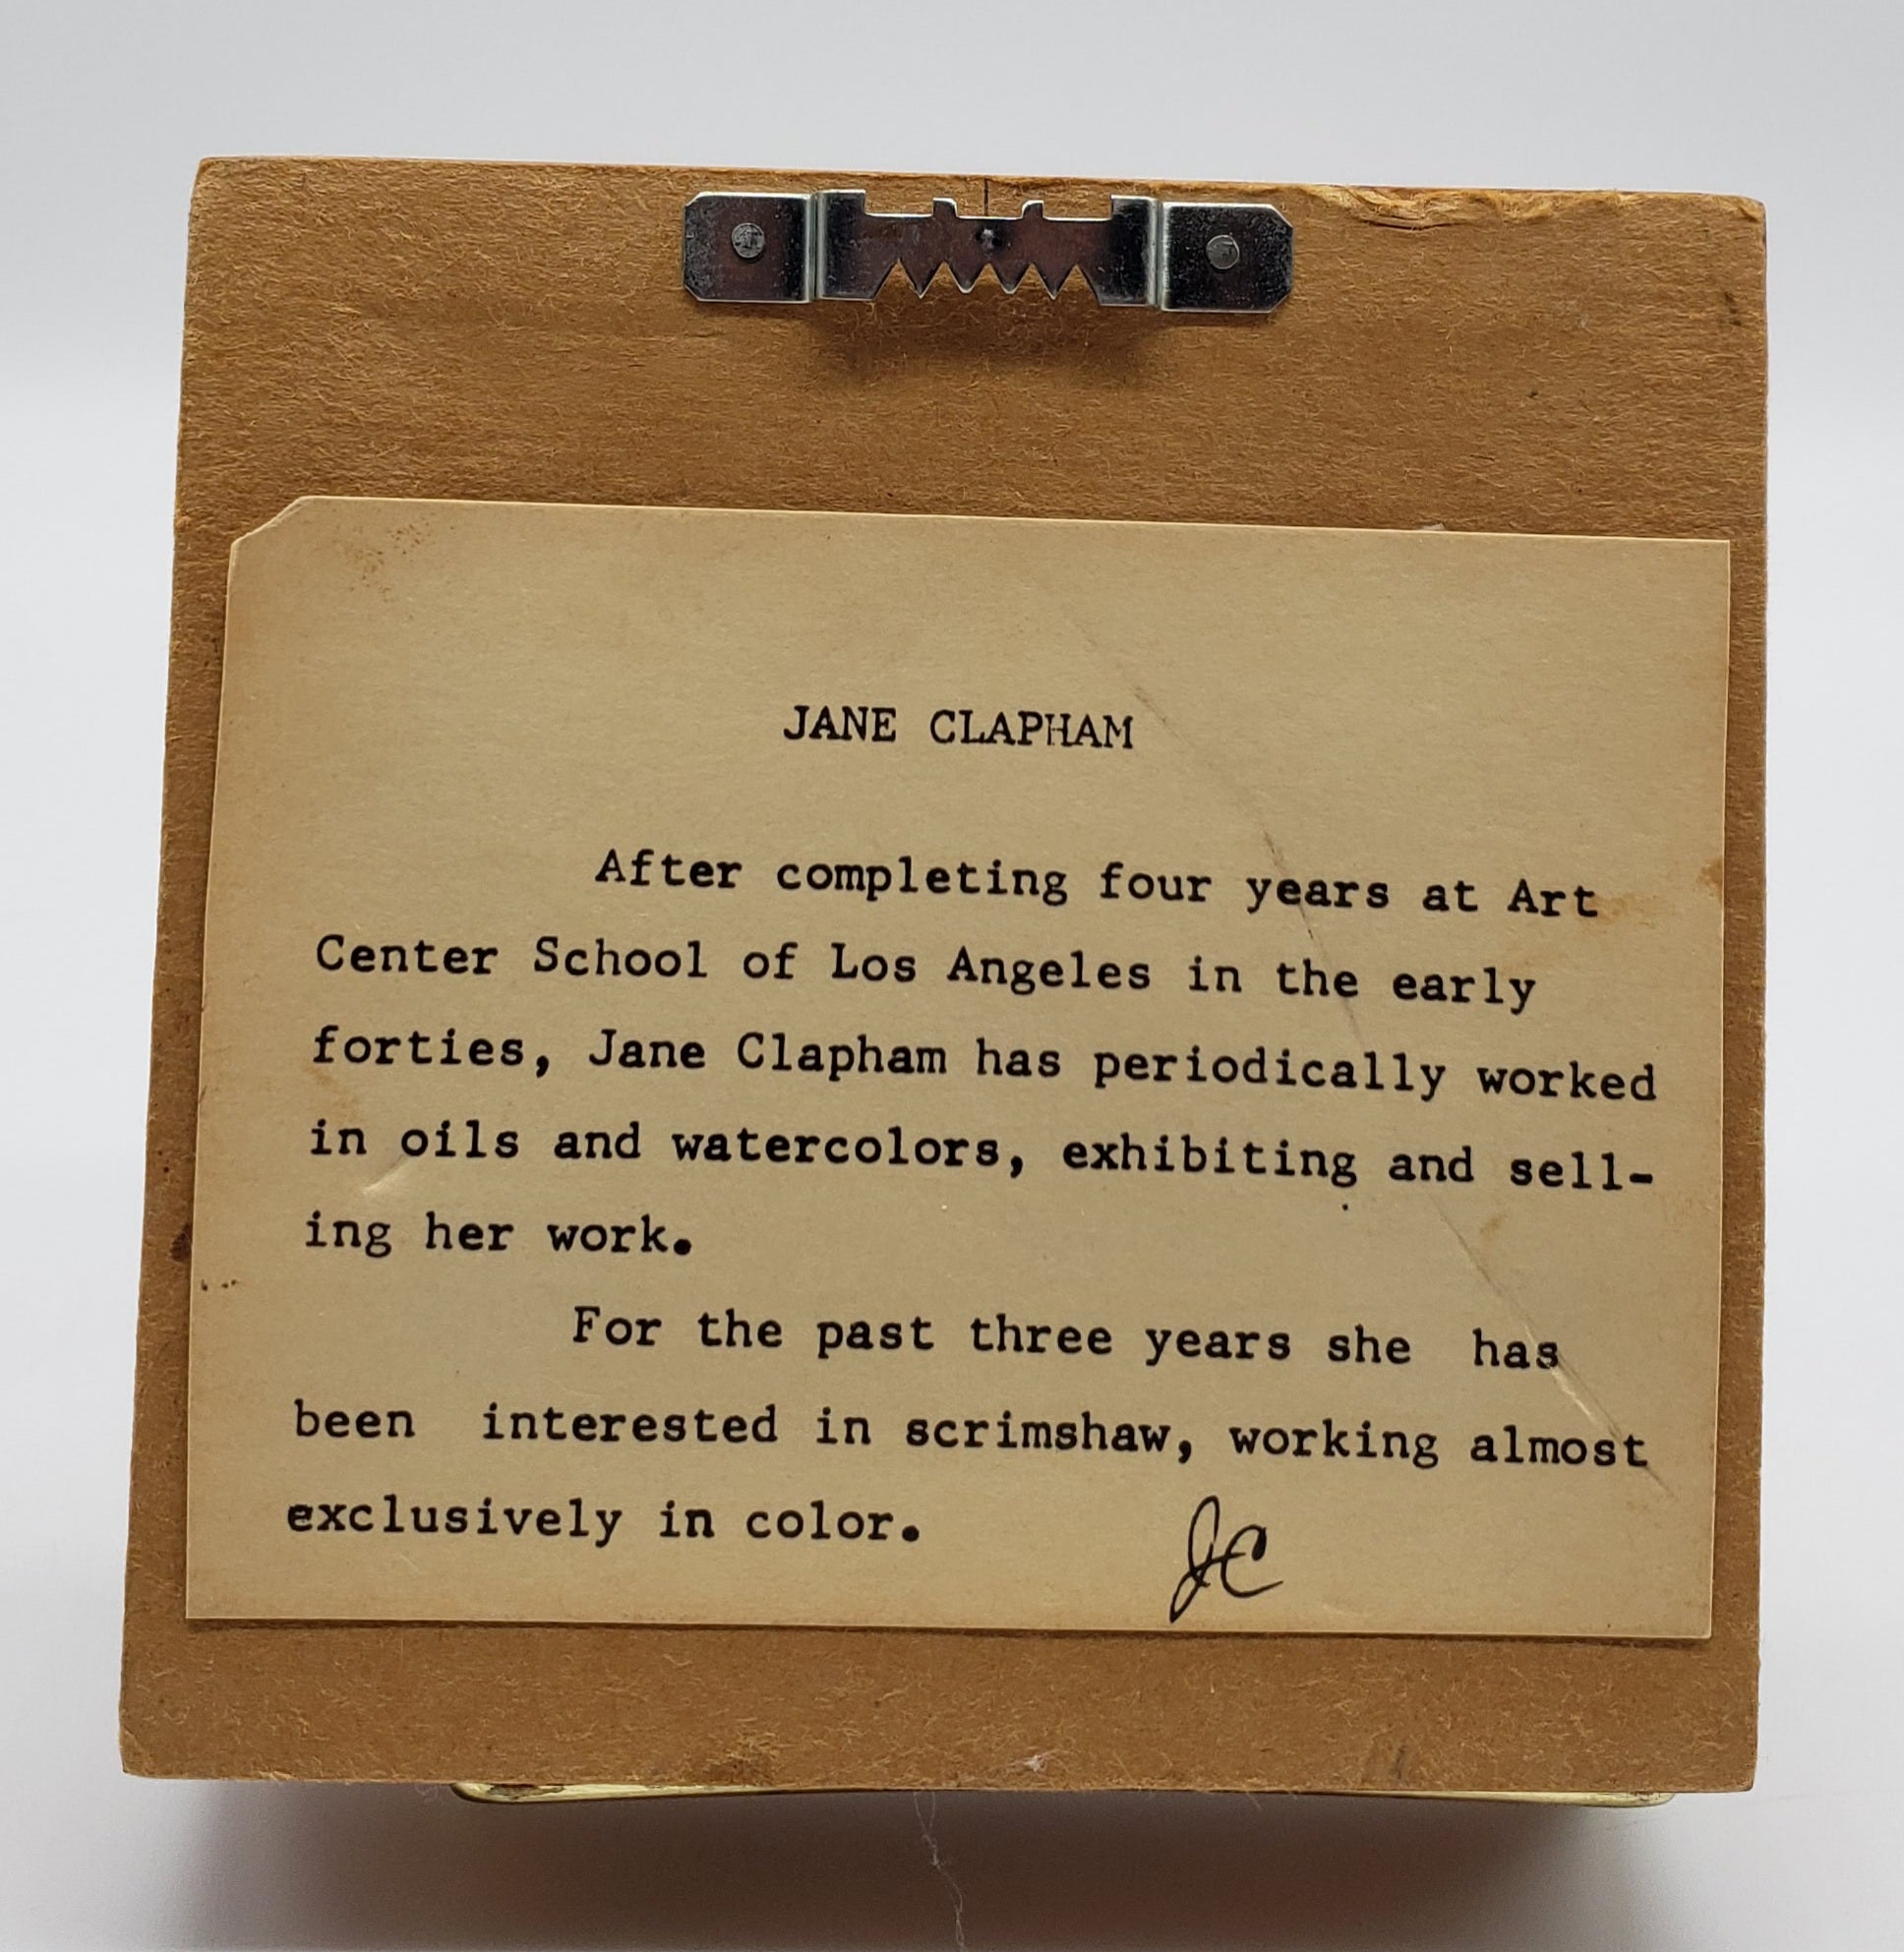 JANE CLAPHAM
After completing four years at Art
Center School of Los Angeles in the early
forties, Jane Clapham has periodically worked
in oils and watercolors, exhibiting and sell-
ing her work.
For the past three years she has
been interested in scrimshaw, working almost
exclusively in color.
JC